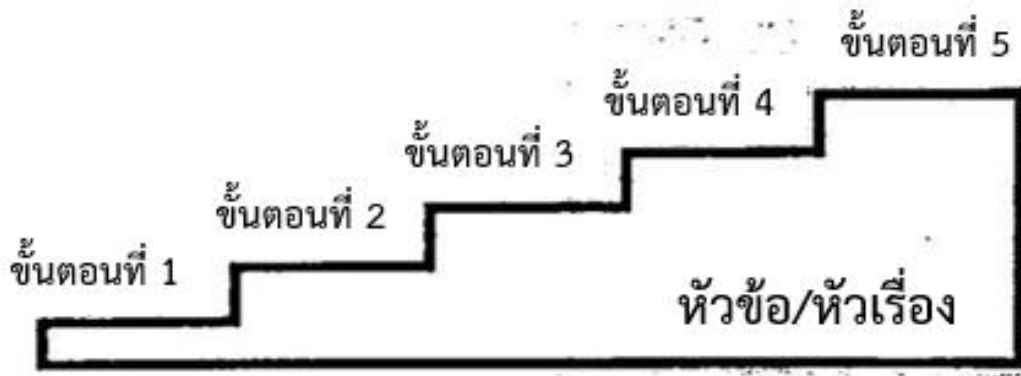 ขั้นตอนที่ 1
ขั้นตอนที่ 2
ขั้นตอนที่ 3
ขั้นตอนที่ 4
ขั้นตอนที่ 5
หัวข้อ/หัวเรื่อง